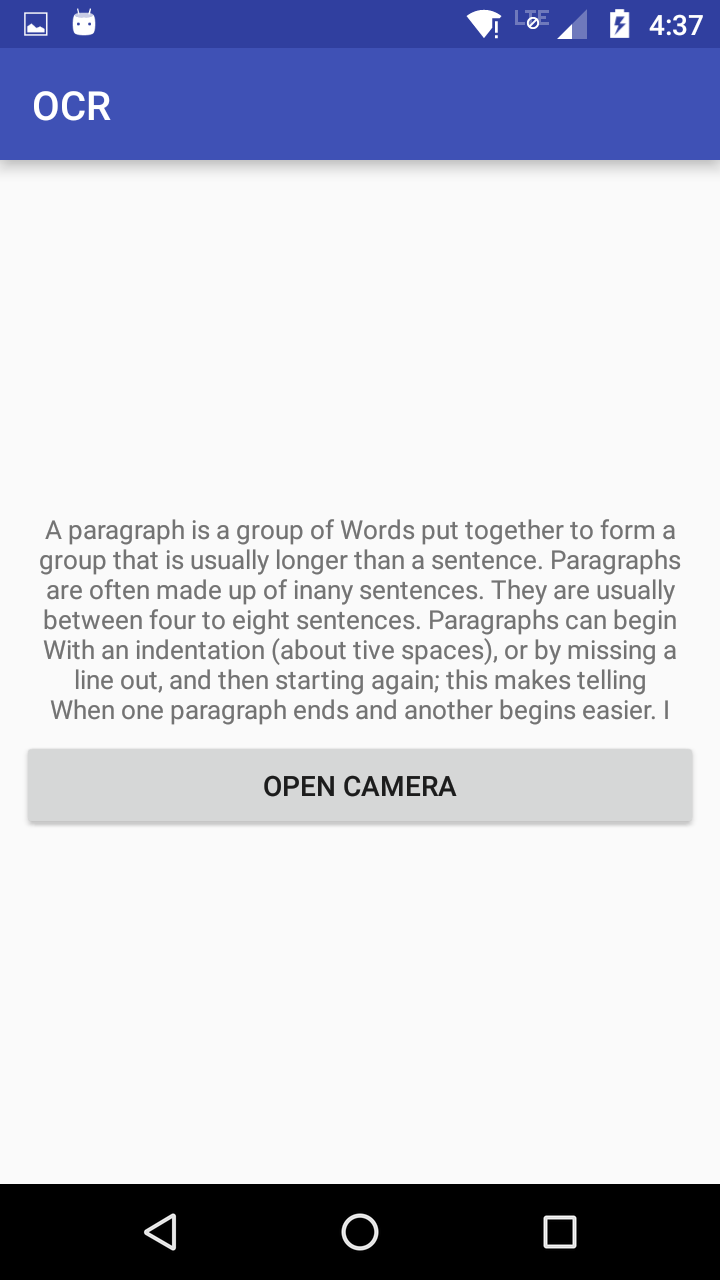 LTE 4:37
OCR
A paragraph is a group of Words put together to form a
group that is usually longer than a sentence. Paragraphs
are often made up of inany sentences. They are usually
between four to eight sentences. Paragraphs can begin
With an indentation (about tive spaces), or by missing a
line out, and then starting again; this makes telling
When one paragraph ends and another begins easier. I
OPEN CAMERA